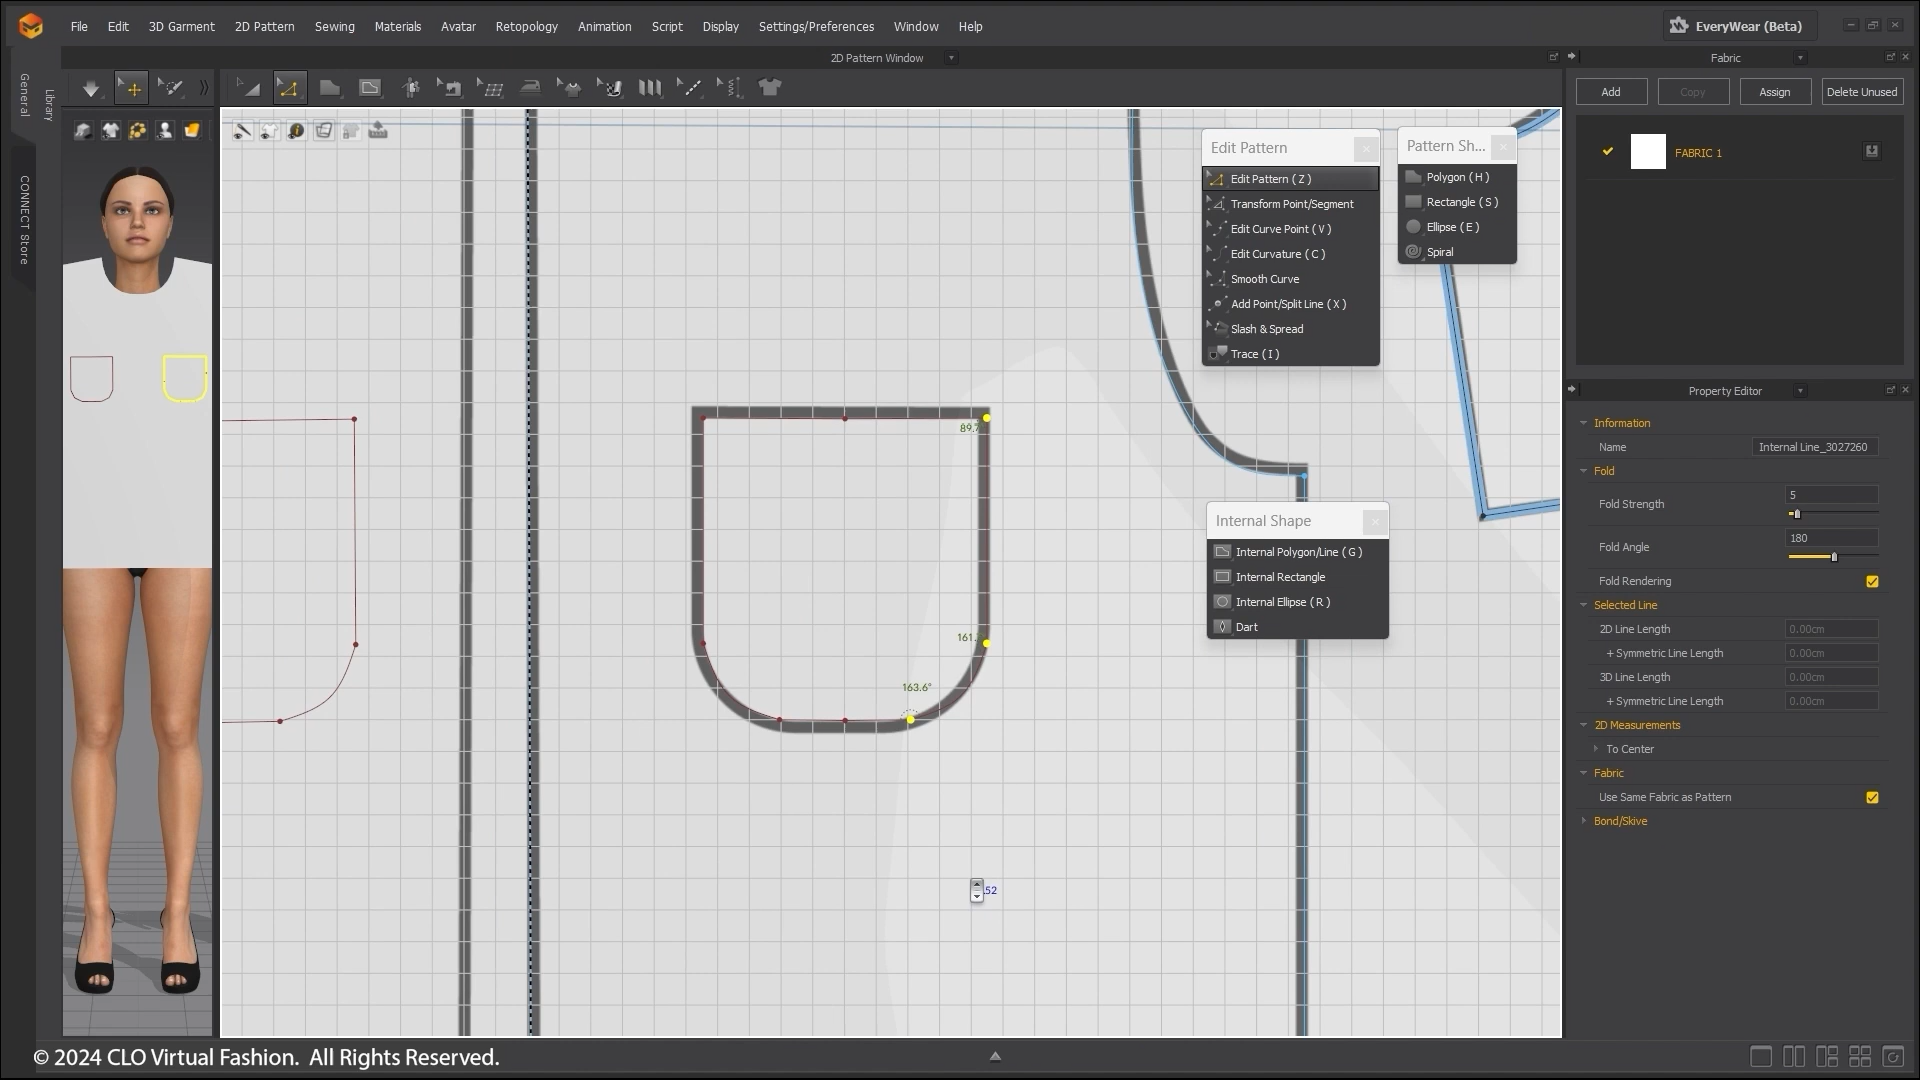 File Edit 3D Garment 2D Pattern Sewing Materials Avatar Retopology Animation Script Display Settings/Preferences Window Help
EveryWear (Beta)
2D Pattern Window
Fabric
General
Library
CONNECT Store
Add Copy Assign Delete Unused
FABRIC 1
Edit Pattern
Edit Pattern ( Z )
Transform Point/Segment
Edit Curve Point ( V )
Edit Curvature ( C )
Smooth Curve
Add Point/Split Line ( X )
Slash & Spread
Trace ( I )
Pattern Sh...
Polygon ( H )
Rectangle ( S )
Ellipse ( E )
Spiral
Internal Shape
Internal Polygon/Line ( G )
Internal Rectangle
Internal Ellipse ( R )
Dart
89.7
161.
163.6°
.52
Property Editor
Information
Name Internal Line_3027260
Fold
Fold Strength 5
Fold Angle 180
Fold Rendering
Selected Line
2D Line Length 0.00cm
+ Symmetric Line Length 0.00cm
3D Line Length 0.00cm
+ Symmetric Line Length 0.00cm
2D Measurements
To Center
Fabric
Use Same Fabric as Pattern
Bond/Skive
© 2024 CLO Virtual Fashion. All Rights Reserved.